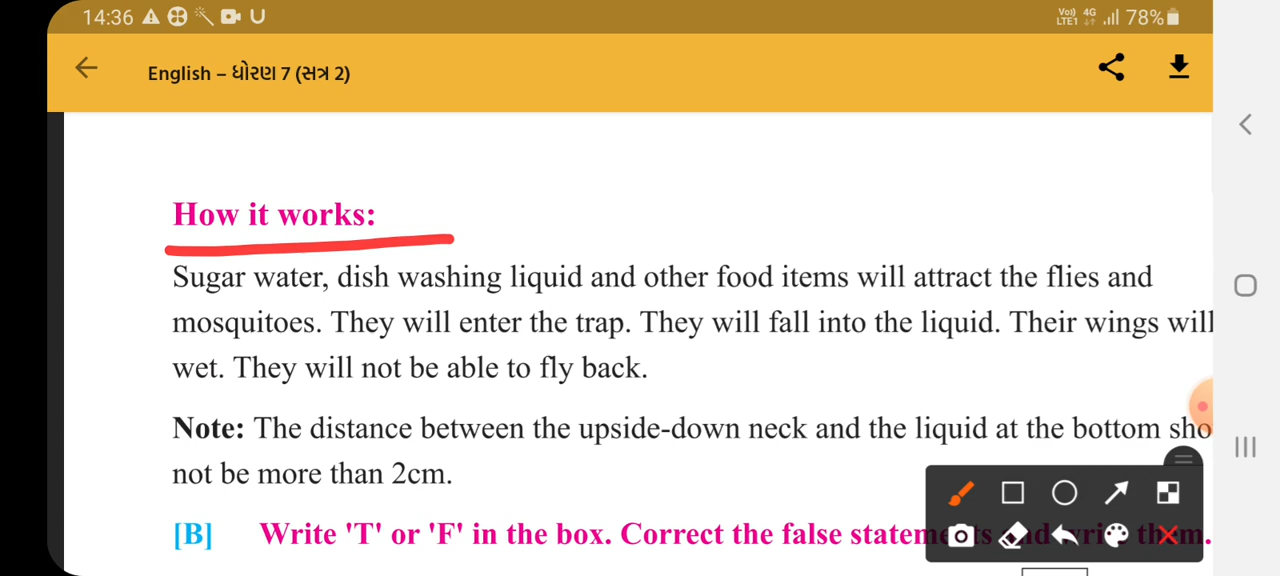 14:36 U Vo)) LTE1 4G 78%
English – ધોરણ 7 (સત્ર 2)
How it works:
Sugar water, dish washing liquid and other food items will attract the flies and
mosquitoes. They will enter the trap. They will fall into the liquid. Their wings will
wet. They will not be able to fly back.
Note: The distance between the upside-down neck and the liquid at the bottom sho
not be more than 2cm.
[B] Write 'T' or 'F' in the box. Correct the false statements and write them.